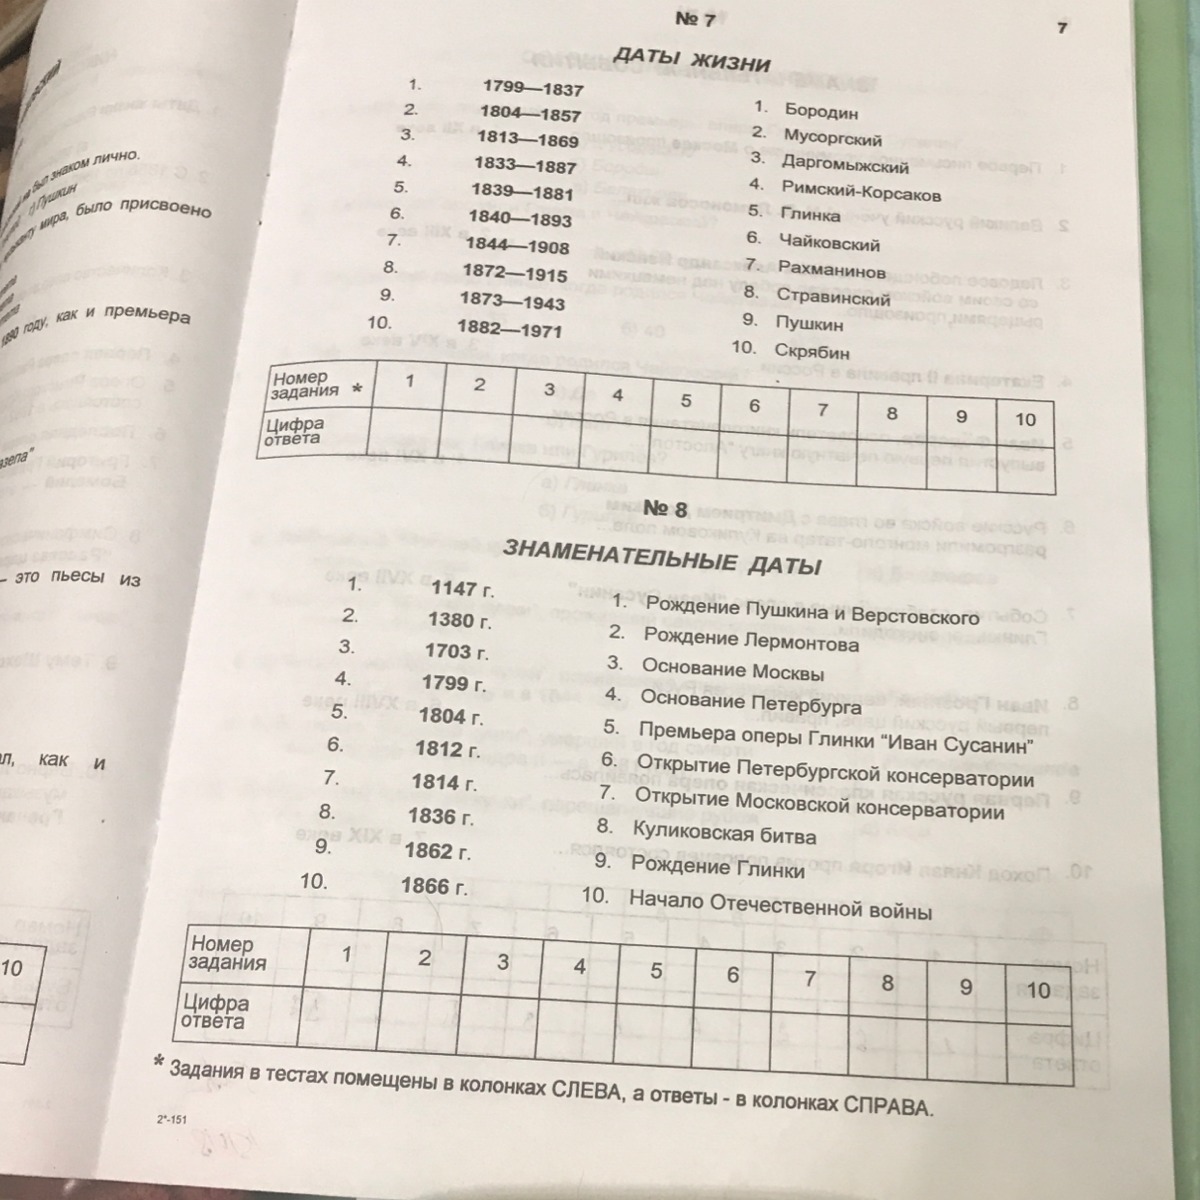 был знаком лично.
г) Пушкин
мира, было присвоено
1890 году, как и премьера
– это пьесы из
как и
10
№ 7
7
ДАТЫ ЖИЗНИ
1. 1799—1837
2. 1804—1857
3. 1813—1869
4. 1833—1887
5. 1839—1881
6. 1840—1893
7. 1844—1908
8. 1872—1915
9. 1873—1943
10. 1882—1971
1. Бородин
2. Мусоргский
3. Даргомыжский
4. Римский-Корсаков
5. Глинка
6. Чайковский
7. Рахманинов
8. Стравинский
9. Пушкин
10. Скрябин
Номер
задания * 1 2 3 4 5 6 7 8 9 10
Цифра
ответа
№ 8
ЗНАМЕНАТЕЛЬНЫЕ ДАТЫ
1. 1147 г.
2. 1380 г.
3. 1703 г.
4. 1799 г.
5. 1804 г.
6. 1812 г.
7. 1814 г.
8. 1836 г.
9. 1862 г.
10. 1866 г.
1. Рождение Пушкина и Верстовского
2. Рождение Лермонтова
3. Основание Москвы
4. Основание Петербурга
5. Премьера оперы Глинки “Иван Сусанин”
6. Открытие Петербургской консерватории
7. Открытие Московской консерватории
8. Куликовская битва
9. Рождение Глинки
10. Начало Отечественной войны
Номер
задания 1 2 3 4 5 6 7 8 9 10
Цифра
ответа
* Задания в тестах помещены в колонках СЛЕВА, а ответы - в колонках СПРАВА.
2*-151